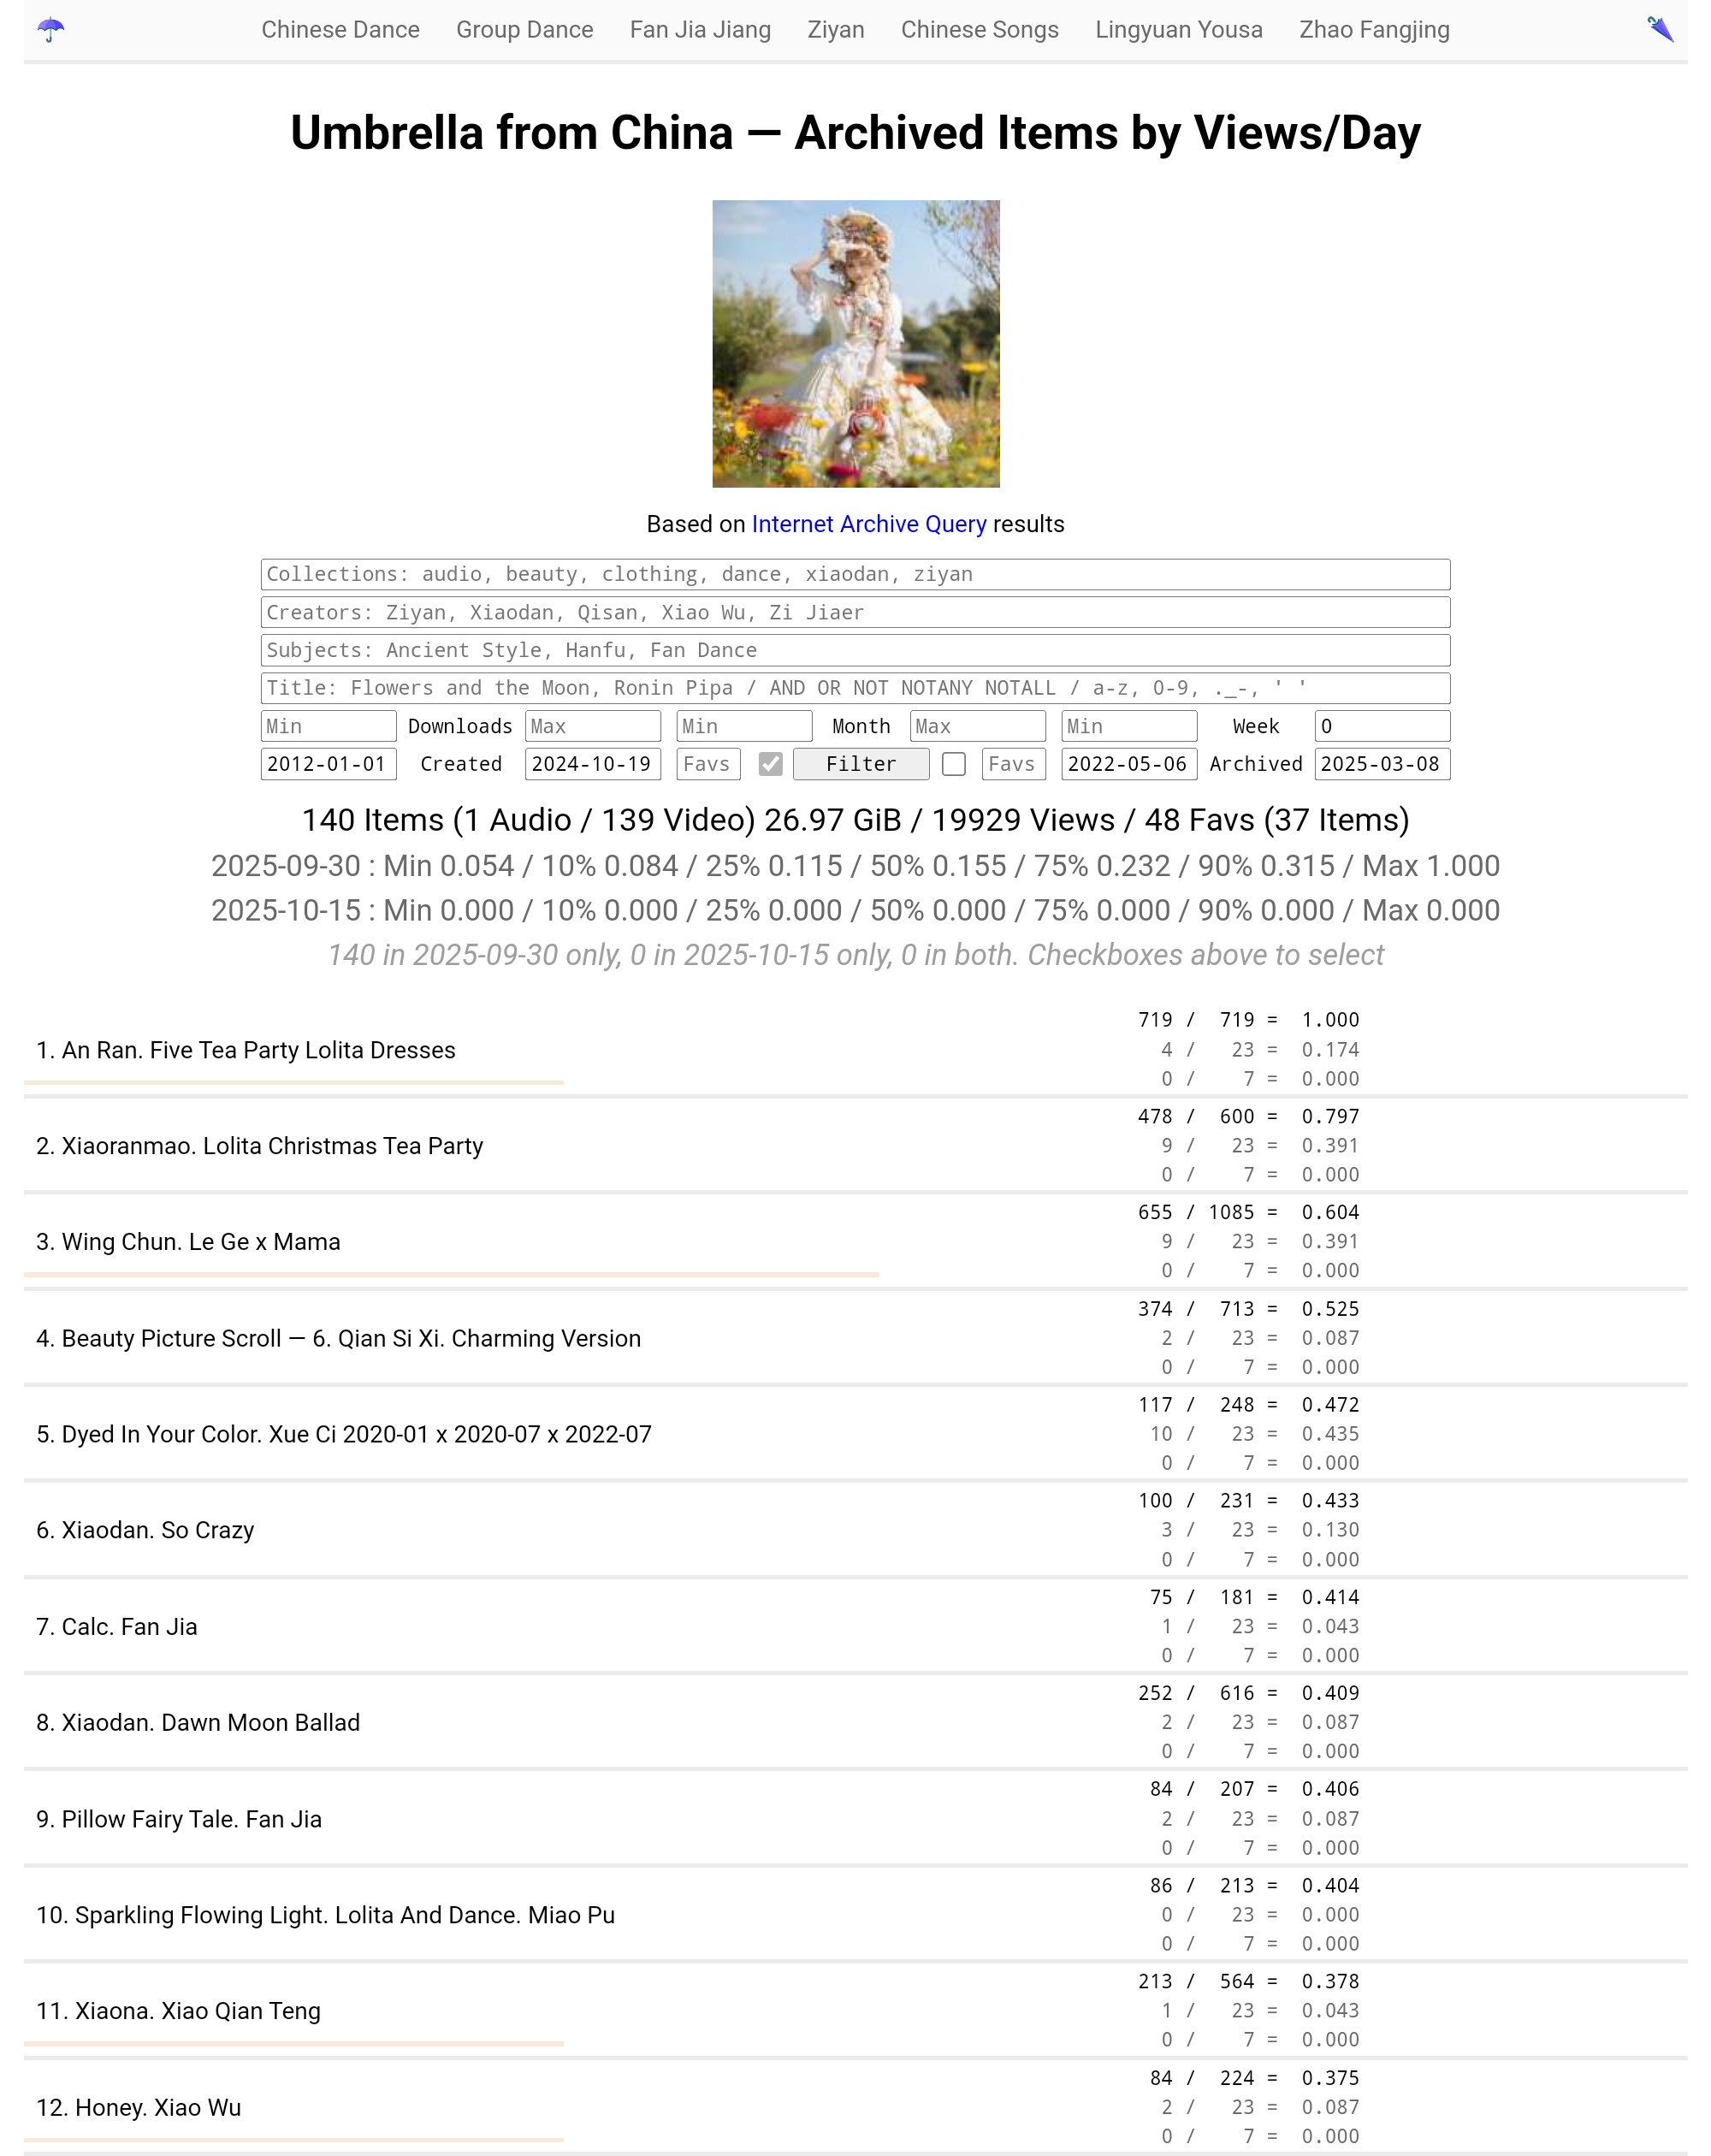 Chinese Dance Group Dance Fan Jia Jiang Ziyan Chinese Songs Lingyuan Yousa Zhao Fangjing
Umbrella from China — Archived Items by Views/Day
Based on Internet Archive Query results
Collections: audio, beauty, clothing, dance, xiaodan, ziyan
Creators: Ziyan, Xiaodan, Qisan, Xiao Wu, Zi Jiaer
Subjects: Ancient Style, Hanfu, Fan Dance
Title: Flowers and the Moon, Ronin Pipa / AND OR NOT NOTANY NOTALL / a-z, 0-9, ._-, ' '
Min Downloads Max Min Month Max Min Week 0
2012-01-01 Created 2024-10-19 Favs Filter Favs 2022-05-06 Archived 2025-03-08
140 Items (1 Audio / 139 Video) 26.97 GiB / 19929 Views / 48 Favs (37 Items)
2025-09-30 : Min 0.054 / 10% 0.084 / 25% 0.115 / 50% 0.155 / 75% 0.232 / 90% 0.315 / Max 1.000
2025-10-15 : Min 0.000 / 10% 0.000 / 25% 0.000 / 50% 0.000 / 75% 0.000 / 90% 0.000 / Max 0.000
140 in 2025-09-30 only, 0 in 2025-10-15 only, 0 in both. Checkboxes above to select
1. An Ran. Five Tea Party Lolita Dresses
719 / 719 = 1.000
4 / 23 = 0.174
0 / 7 = 0.000
2. Xiaoranmao. Lolita Christmas Tea Party
478 / 600 = 0.797
9 / 23 = 0.391
0 / 7 = 0.000
3. Wing Chun. Le Ge x Mama
655 / 1085 = 0.604
9 / 23 = 0.391
0 / 7 = 0.000
4. Beauty Picture Scroll — 6. Qian Si Xi. Charming Version
374 / 713 = 0.525
2 / 23 = 0.087
0 / 7 = 0.000
5. Dyed In Your Color. Xue Ci 2020-01 x 2020-07 x 2022-07
117 / 248 = 0.472
10 / 23 = 0.435
0 / 7 = 0.000
6. Xiaodan. So Crazy
100 / 231 = 0.433
3 / 23 = 0.130
0 / 7 = 0.000
7. Calc. Fan Jia
75 / 181 = 0.414
1 / 23 = 0.043
0 / 7 = 0.000
8. Xiaodan. Dawn Moon Ballad
252 / 616 = 0.409
2 / 23 = 0.087
0 / 7 = 0.000
9. Pillow Fairy Tale. Fan Jia
84 / 207 = 0.406
2 / 23 = 0.087
0 / 7 = 0.000
10. Sparkling Flowing Light. Lolita And Dance. Miao Pu
86 / 213 = 0.404
0 / 23 = 0.000
0 / 7 = 0.000
11. Xiaona. Xiao Qian Teng
213 / 564 = 0.378
1 / 23 = 0.043
0 / 7 = 0.000
12. Honey. Xiao Wu
84 / 224 = 0.375
2 / 23 = 0.087
0 / 7 = 0.000